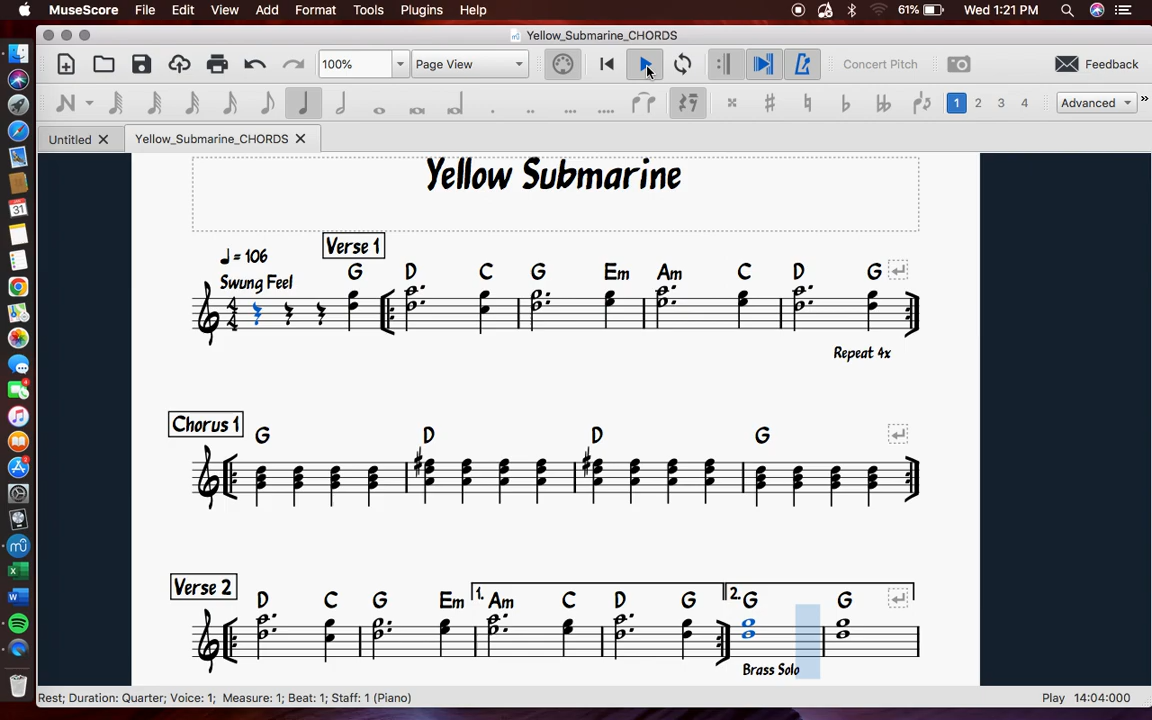 MuseScore File Edit View Add Format Tools Plugins Help 61% Wed 1:21 PM
Yellow_Submarine_CHORDS
100% Page View Concert Pitch Feedback
1 2 3 4 Advanced
Untitled Yellow_Submarine_CHORDS
Yellow Submarine
♩ = 106
Verse 1
Swung Feel
G D C G Em Am C D G
4
4
Repeat 4x
Chorus 1
G D D G
Verse 2
D C G Em 1. Am C D G 2. G G
Brass Solo
Rest; Duration: Quarter; Voice: 1; Measure: 1; Beat: 1; Staff: 1 (Piano) Play 14:04:000